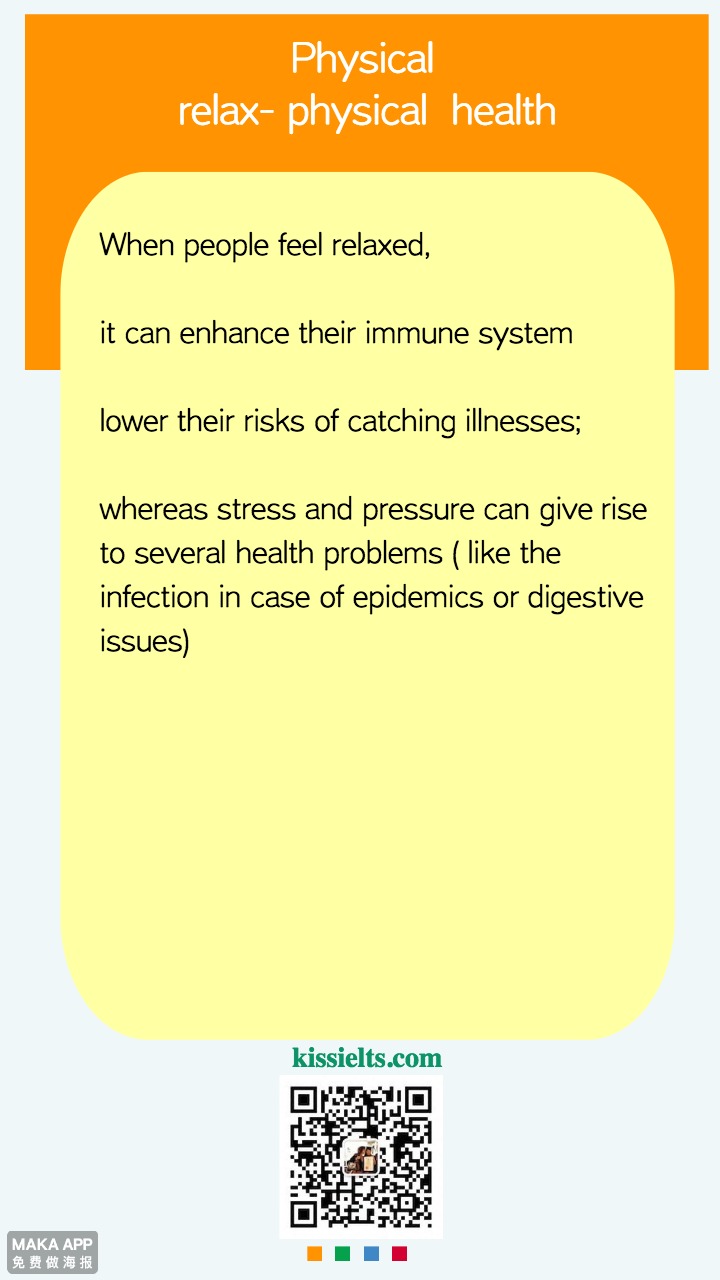 Physical
relax- physical health
When people feel relaxed,
it can enhance their immune system
lower their risks of catching illnesses;
whereas stress and pressure can give rise
to several health problems ( like the
infection in case of epidemics or digestive
issues)
kissielts.com
MAKA APP
免费做海报